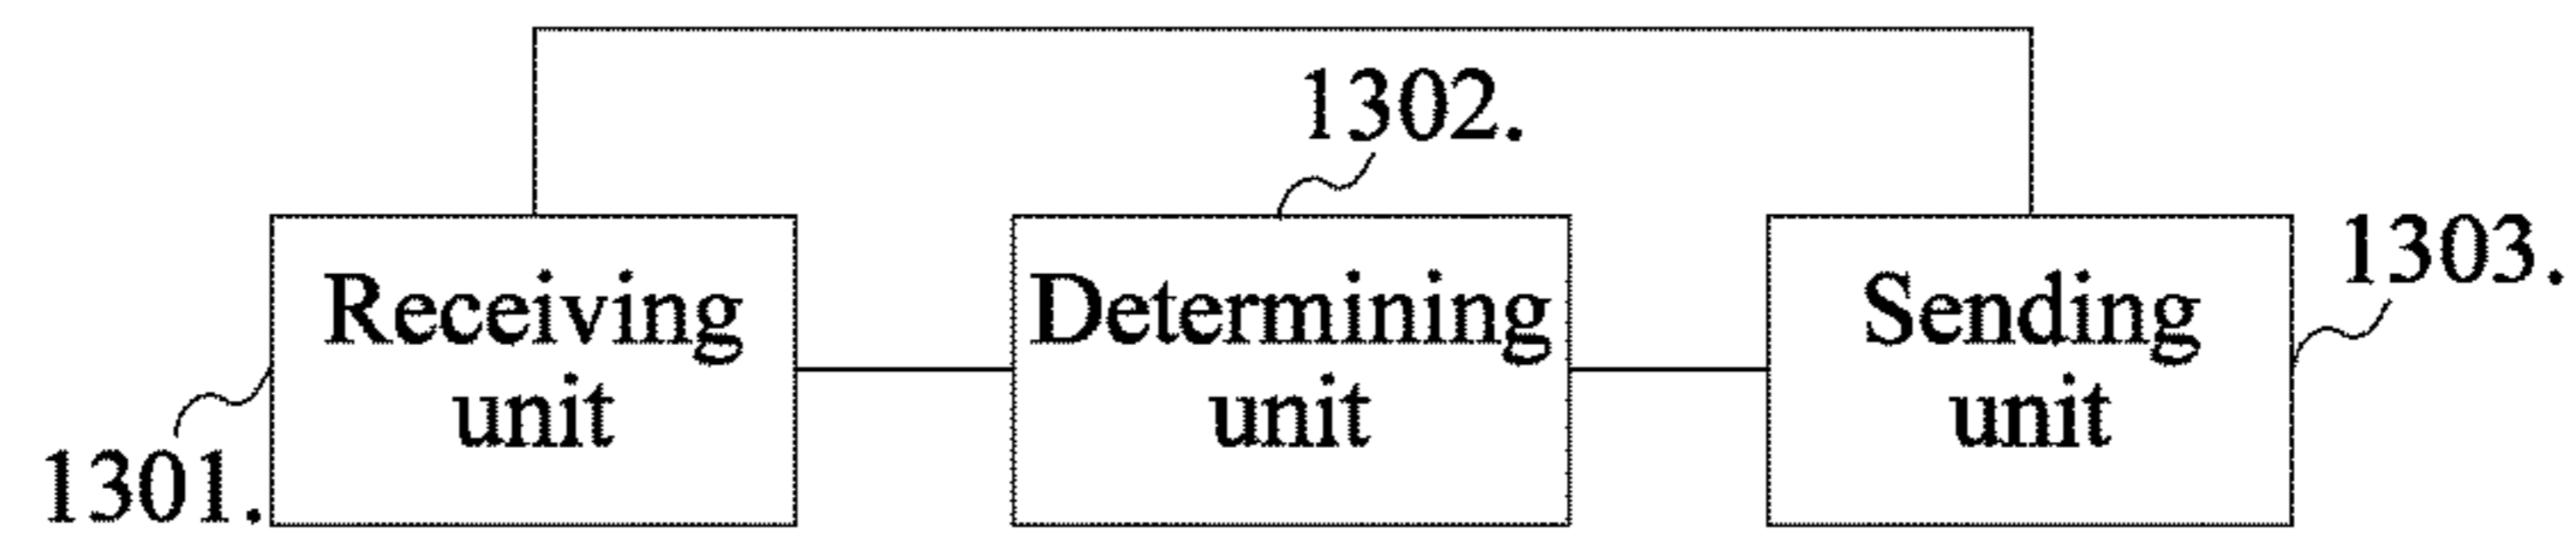 1302.
1303.
Receiving
unit
Determining
unit
Sending
unit
1301.